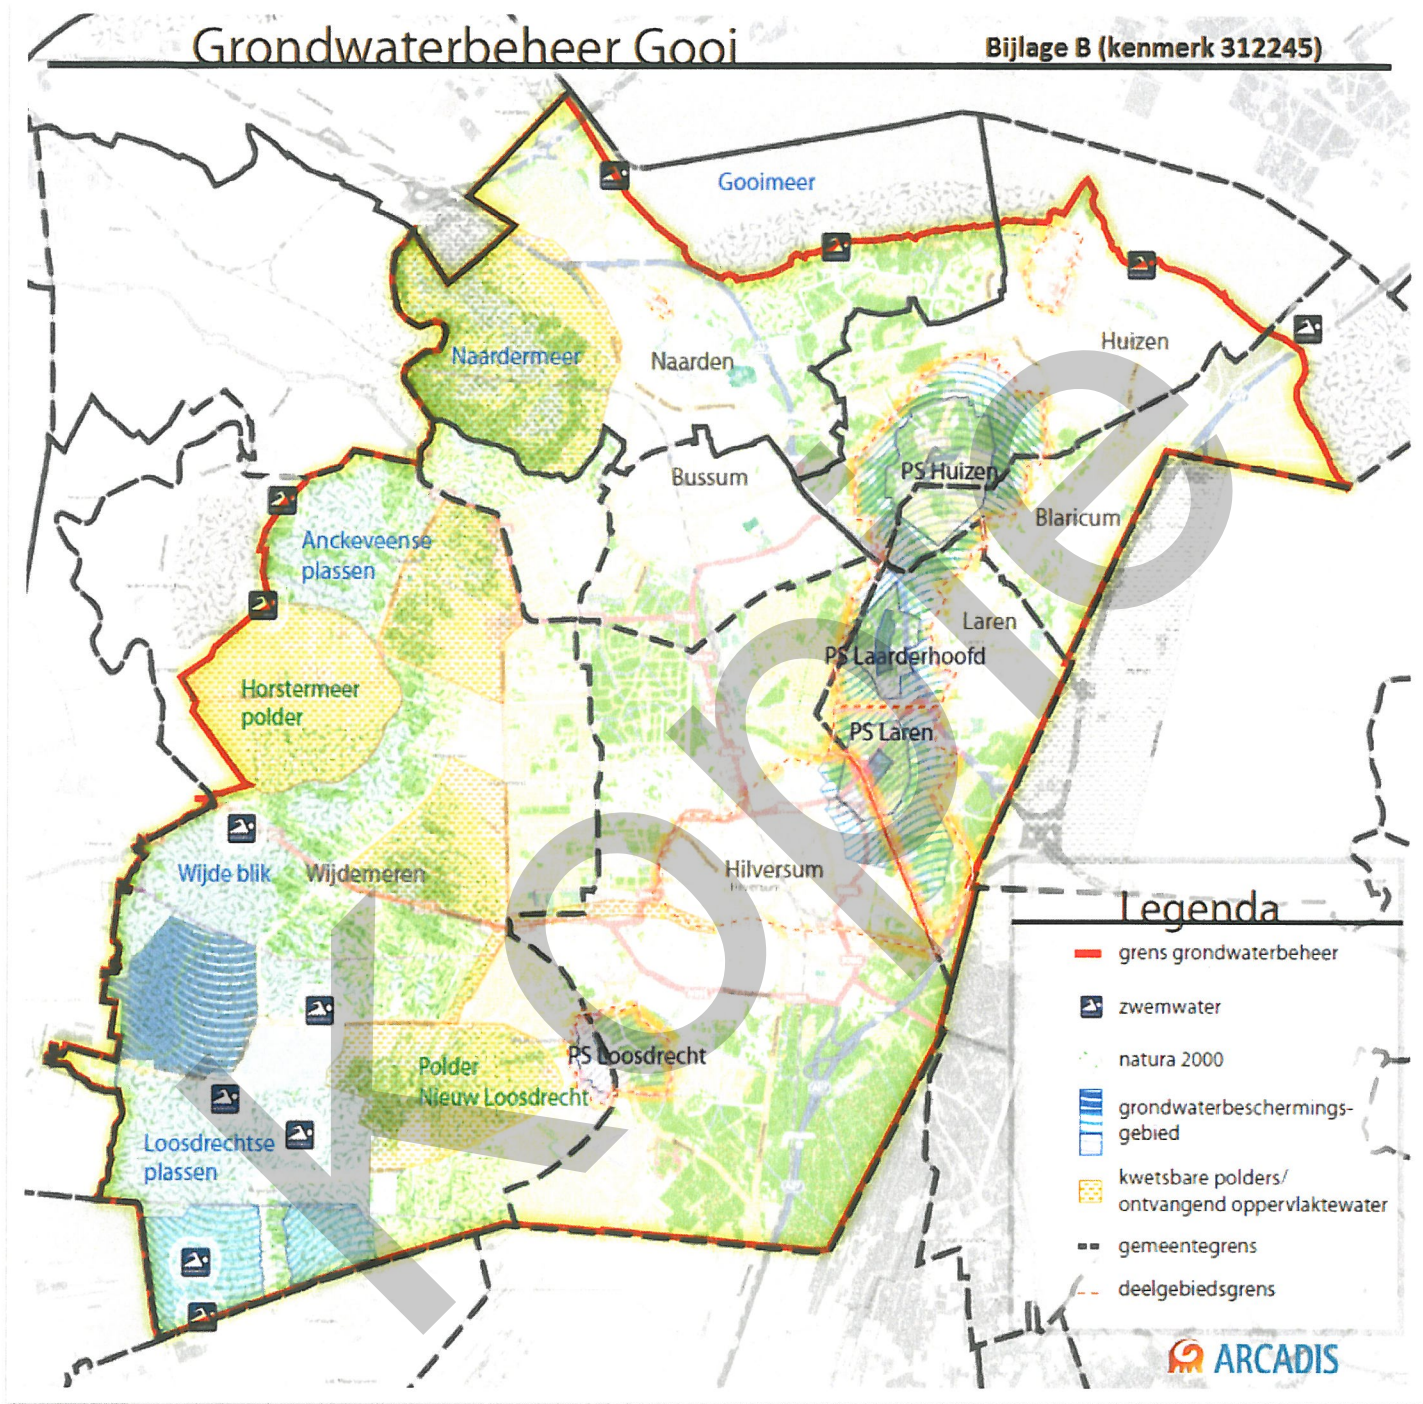 Grondwaterbeheer Gooi
Bijlage B (kenmerk 312245)
Gooimeer
Naardermeer
Naarden
Huizen
Bussum
PS Huizen
Blaricum
Anckeveense
plassen
Laren
PS Laarderhoofd
Horstermeer
polder
PS Laren
Wijde blik
Wijdemeren
Hilversum
PS Loosdrecht
Polder
Nieuw Loosdrecht
Loosdrechtse
plassen
Legenda
grens grondwaterbeheer
zwemwater
natura 2000
grondwaterbeschermings-
gebied
kwetsbare polders/
ontvangend oppervlaktewater
gemeentegrens
deelgebiedsgrens
ARCADIS
Kopie